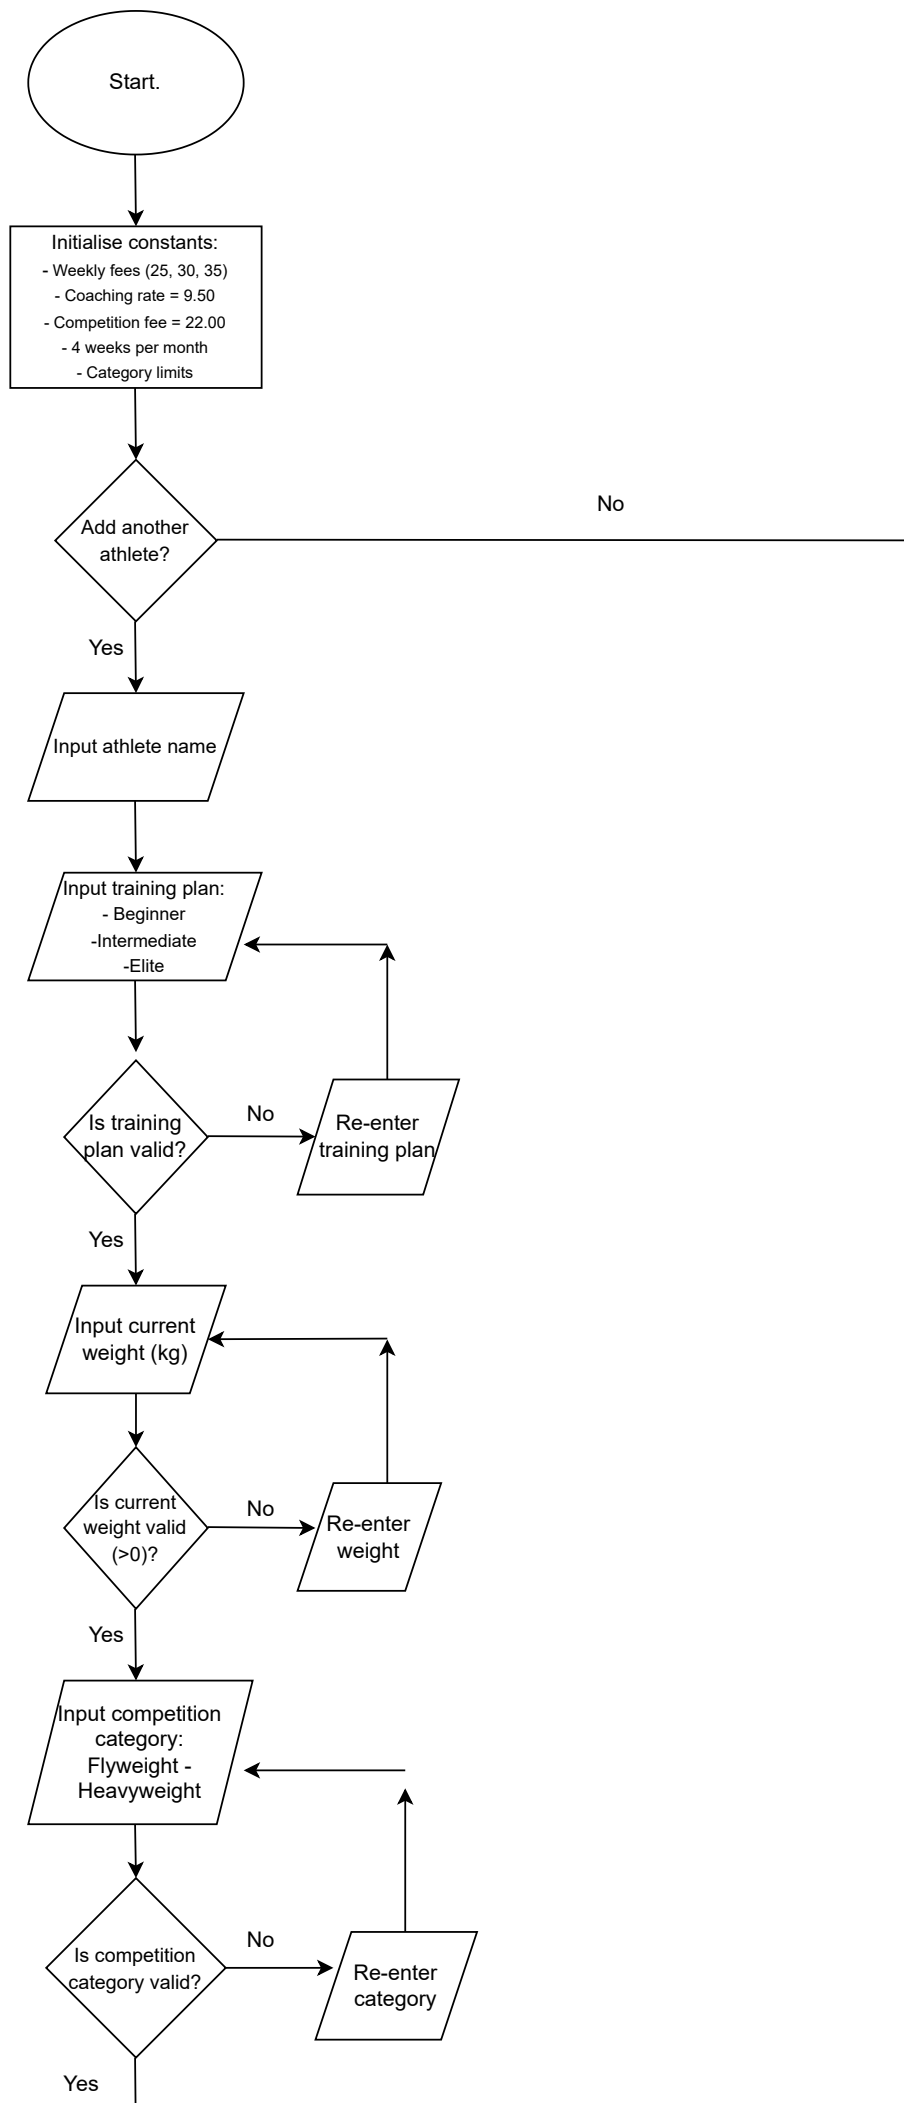 Start.
Initialise constants:
- Weekly fees (25, 30, 35)
- Coaching rate = 9.50
- Competition fee = 22.00
- 4 weeks per month
- Category limits
No
Add another
athlete?
Yes
Input athlete name
Input training plan:
- Beginner
-Intermediate
-Elite
Is training
plan valid?
No
Re-enter
training plan
Yes
Input current
weight (kg)
Is current
weight valid
(>0)?
No
Re-enter
weight
Yes
Input competition
category:
Flyweight -
Heavyweight
Is competition
category valid?
No
Re-enter
category
Yes